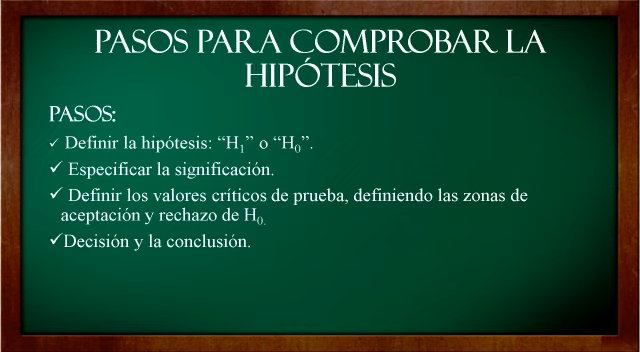 PASOS PARA COMPROBAR LA
HIPÓTESIS
PASOS:
✓ Definir la hipótesis: “H₁” o “H₀”.
✓ Especificar la significación.
✓ Definir los valores críticos de prueba, definiendo las zonas de
aceptación y rechazo de H₀.
✓Decisión y la conclusión.